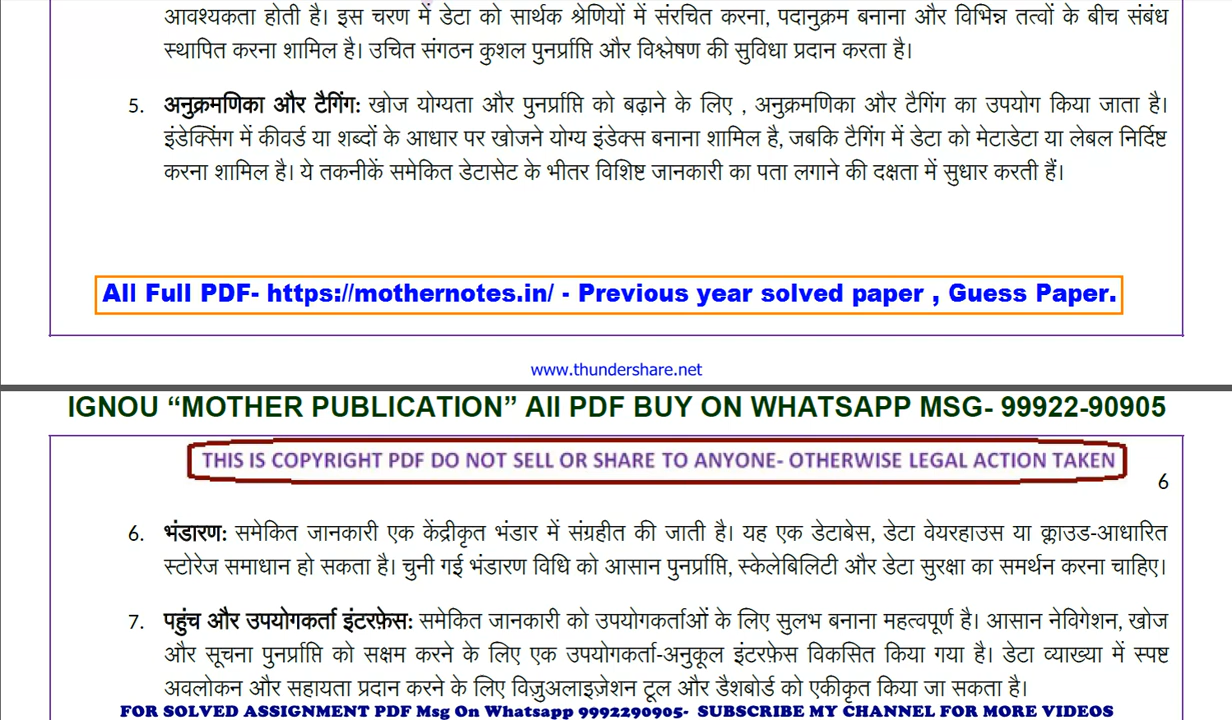 आवश्यकता होती है। इस चरण में डेटा को सार्थक श्रेणियों में संरचित करना, पदानुक्रम बनाना और विभिन्न तत्वों के बीच संबंध
स्थापित करना शामिल है। उचित संगठन कुशल पुनर्प्राप्ति और विश्लेषण की सुविधा प्रदान करता है।
5. अनुक्रमणिका और टैगिंग: खोज योग्यता और पुनर्प्राप्ति को बढ़ाने के लिए , अनुक्रमणिका और टैगिंग का उपयोग किया जाता है।
इंडेक्सिंग में कीवर्ड या शब्दों के आधार पर खोजने योग्य इंडेक्स बनाना शामिल है, जबकि टैगिंग में डेटा को मेटाडेटा या लेबल निर्दिष्ट
करना शामिल है। ये तकनीकें समेकित डेटासेट के भीतर विशिष्ट जानकारी का पता लगाने की दक्षता में सुधार करती हैं।
All Full PDF- https://mothernotes.in/ - Previous year solved paper , Guess Paper.
www.thundershare.net
IGNOU “MOTHER PUBLICATION” All PDF BUY ON WHATSAPP MSG- 99922-90905
THIS IS COPYRIGHT PDF DO NOT SELL OR SHARE TO ANYONE- OTHERWISE LEGAL ACTION TAKEN
6
6. भंडारण: समेकित जानकारी एक केंद्रीकृत भंडार में संग्रहीत की जाती है। यह एक डेटाबेस, डेटा वेयरहाउस या क्लाउड-आधारित
स्टोरेज समाधान हो सकता है। चुनी गई भंडारण विधि को आसान पुनर्प्राप्ति, स्केलेबिलिटी और डेटा सुरक्षा का समर्थन करना चाहिए।
7. पहुंच और उपयोगकर्ता इंटरफ़ेस: समेकित जानकारी को उपयोगकर्ताओं के लिए सुलभ बनाना महत्वपूर्ण है। आसान नेविगेशन, खोज
और सूचना पुनर्प्राप्ति को सक्षम करने के लिए एक उपयोगकर्ता-अनुकूल इंटरफ़ेस विकसित किया गया है। डेटा व्याख्या में स्पष्ट
अवलोकन और सहायता प्रदान करने के लिए विज़ुअलाइज़ेशन टूल और डैशबोर्ड को एकीकृत किया जा सकता है।
FOR SOLVED ASSIGNMENT PDF Msg On Whatsapp 9992290905- SUBSCRIBE MY CHANNEL FOR MORE VIDEOS